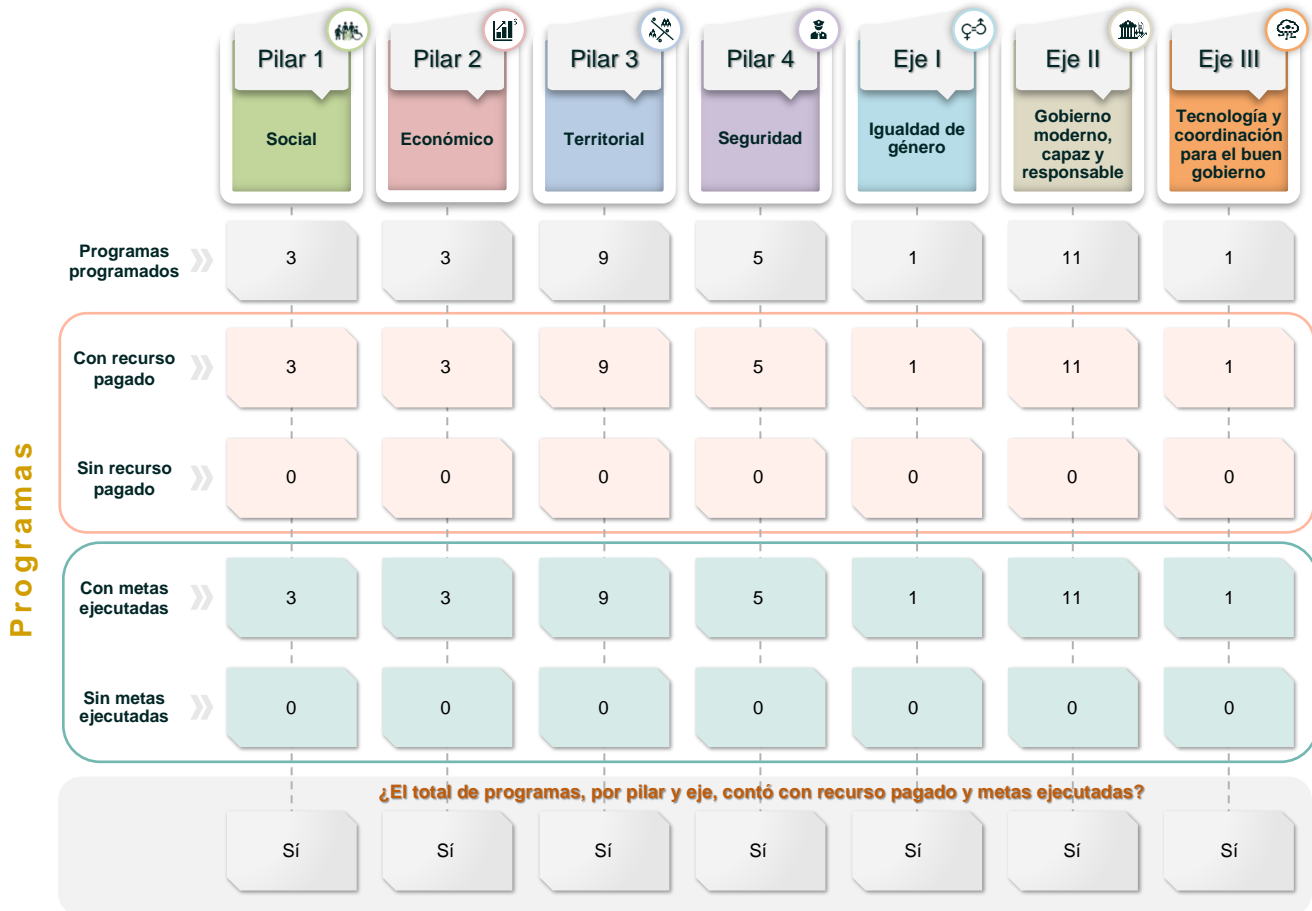 Pilar 1
Pilar 2
Pilar 3
Pilar 4
Eje I
Eje II
Eje III
Social
Económico
Territorial
Seguridad
Igualdad de
género
Gobierno
moderno,
capaz y
responsable
Tecnología y
coordinación
para el buen
gobierno
Programas
Programas
programados
3 3 9 5 1 11 1
Con recurso
pagado
3 3 9 5 1 11 1
Sin recurso
pagado
0 0 0 0 0 0 0
Con metas
ejecutadas
3 3 9 5 1 11 1
Sin metas
ejecutadas
0 0 0 0 0 0 0
¿El total de programas, por pilar y eje, contó con recurso pagado y metas ejecutadas?
Sí Sí Sí Sí Sí Sí Sí